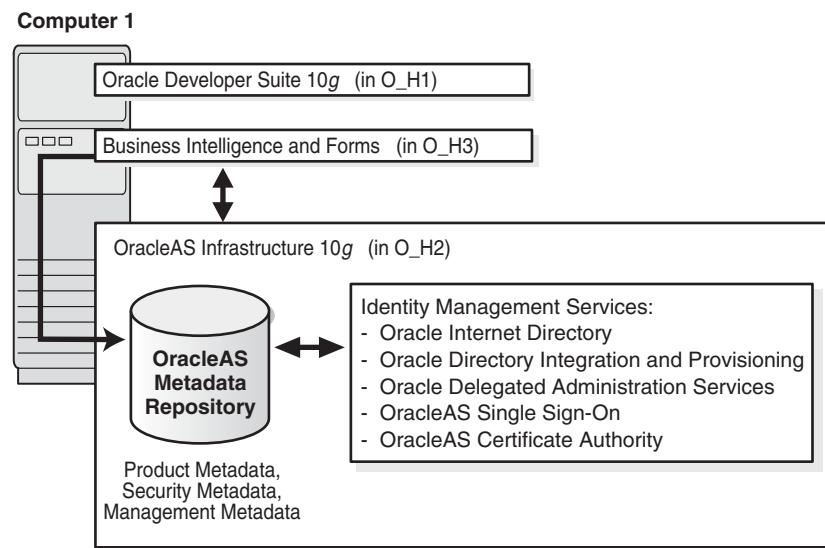 Computer 1
Oracle Developer Suite 10g (in O_H1)
Business Intelligence and Forms (in O_H3)
OracleAS Infrastructure 10g (in O_H2)
OracleAS
Metadata
Repository
Product Metadata,
Security Metadata,
Management Metadata
Identity Management Services:
- Oracle Internet Directory
- Oracle Directory Integration and Provisioning
- Oracle Delegated Administration Services
- OracleAS Single Sign-On
- OracleAS Certificate Authority